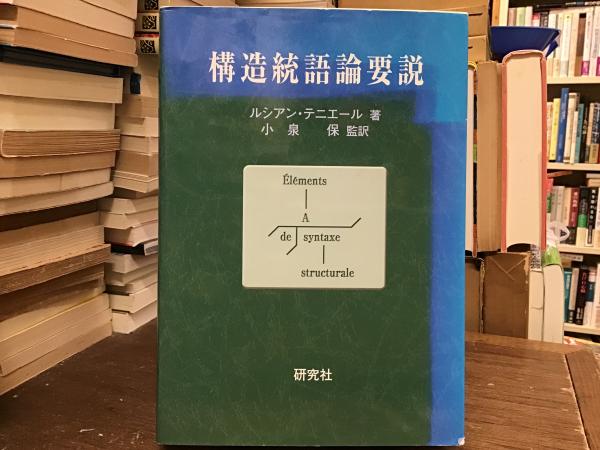 構造統語論要説
ルシアン・テニエール 著
小泉 保 監訳
Éléments
A
de syntaxe
structurale
研究社